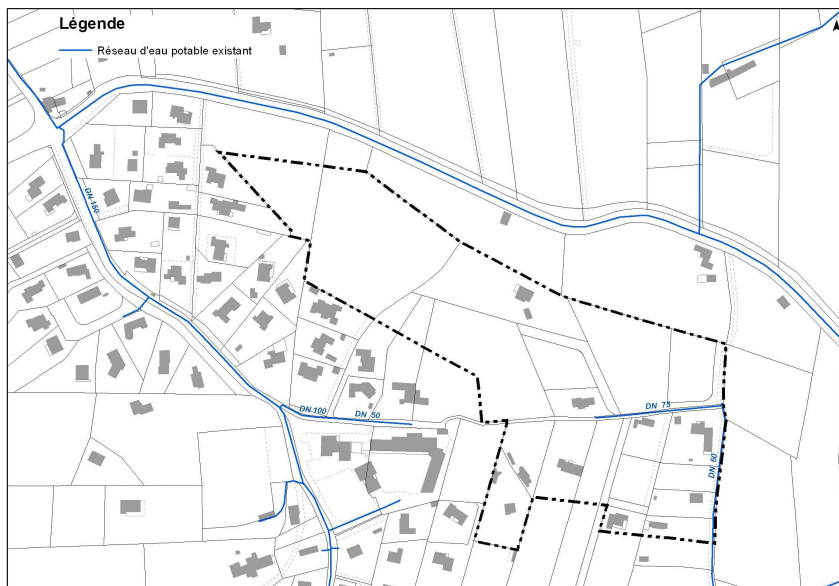 Légende
Réseau d'eau potable existant
DN 150
DN 100
DN 50
DN 75
DN 60